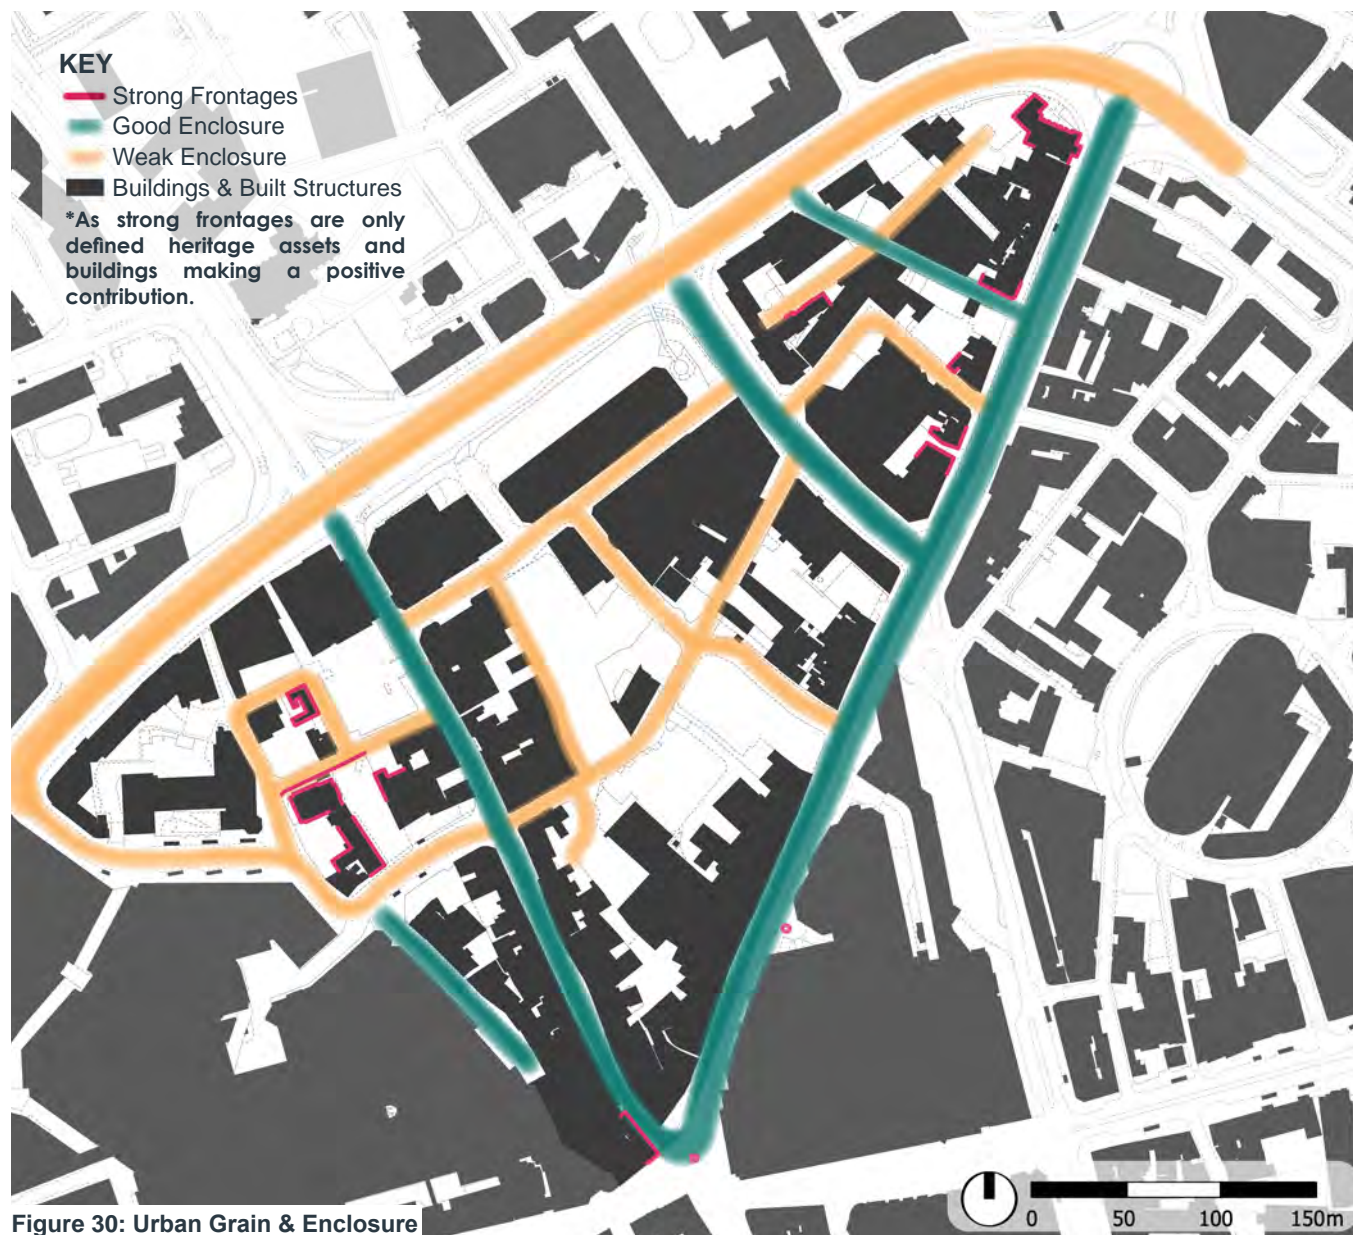 KEY
Strong Frontages
Good Enclosure
Weak Enclosure
Buildings & Built Structures
*As strong frontages are only
defined heritage assets and
buildings making a positive
contribution.
0 50 100 150m
Figure 30: Urban Grain & Enclosure